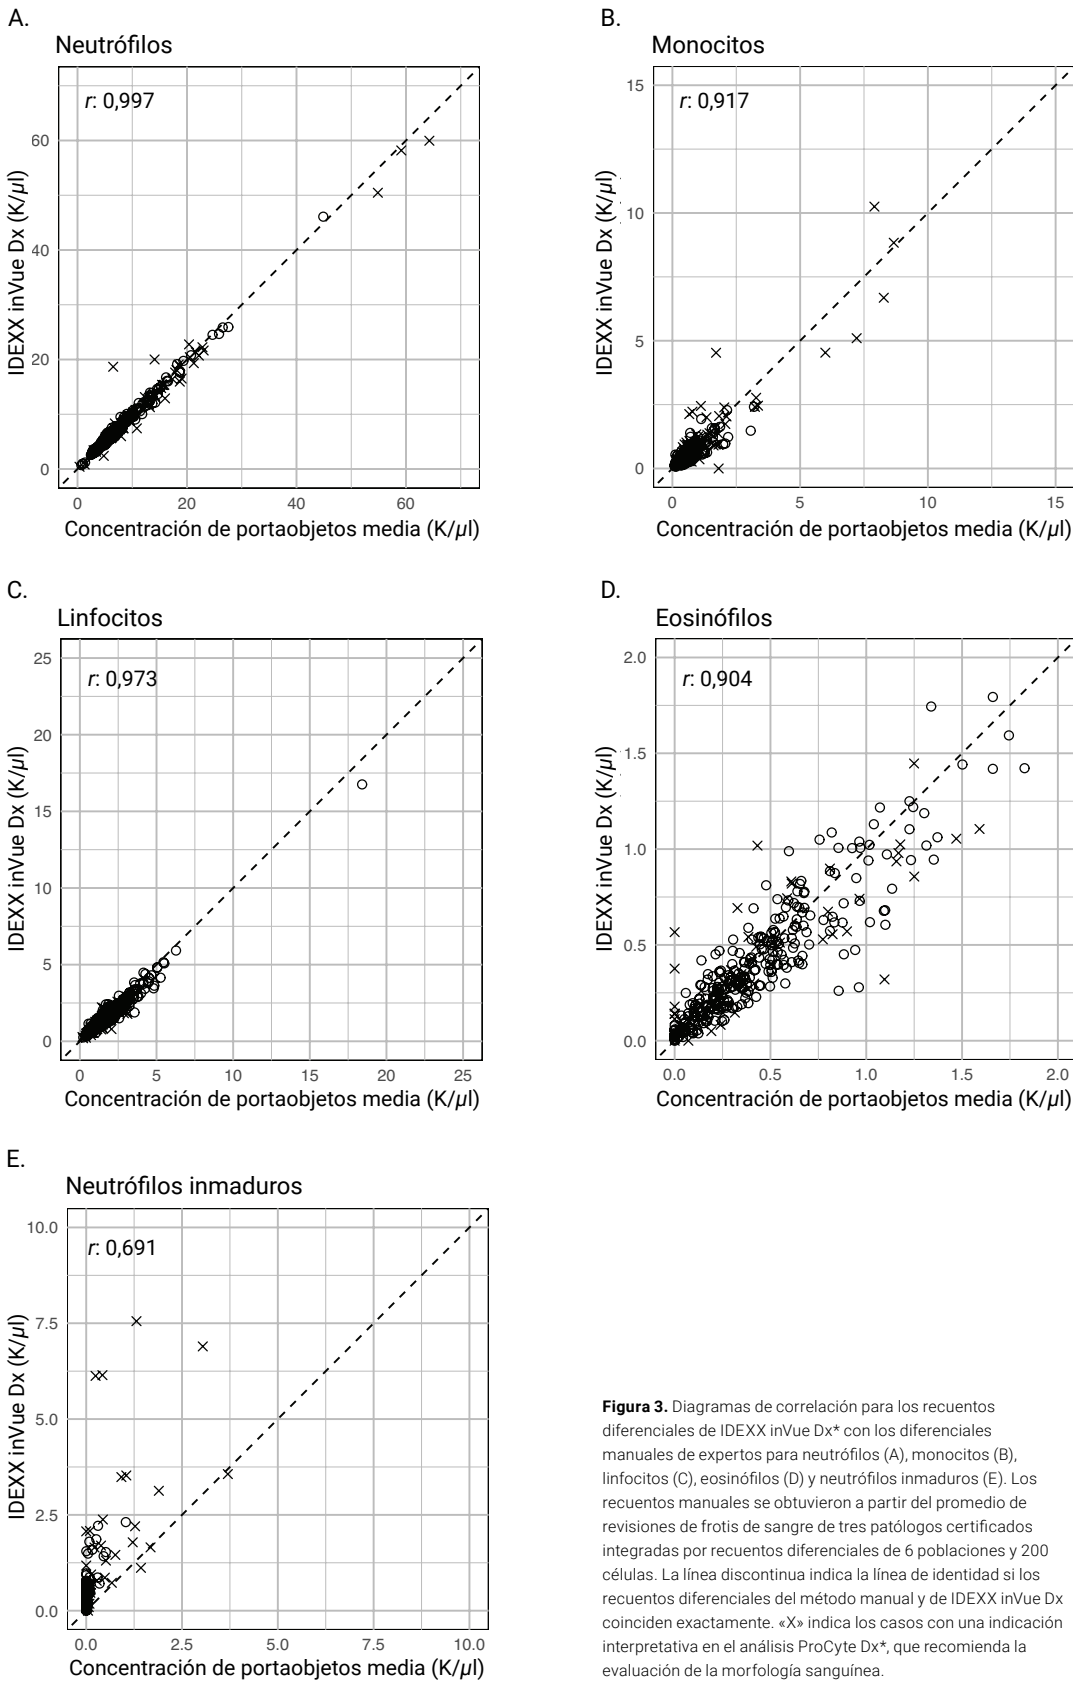 A.
Neutrófilos
r: 0,997
60
40
20
0
0 20 40 60
IDEXX inVue Dx (K/µl)
Concentración de portaobjetos media (K/µl)
B.
Monocitos
r: 0,917
15
10
5
0
0 5 10 15
IDEXX inVue Dx (K/µl)
Concentración de portaobjetos media (K/µl)
C.
Linfocitos
r: 0,973
25
20
15
10
5
0
0 5 10 15 20 25
IDEXX inVue Dx (K/µl)
Concentración de portaobjetos media (K/µl)
D.
Eosinófilos
r: 0,904
2.0
1.5
1.0
0.5
0.0
0.0 0.5 1.0 1.5 2.0
IDEXX inVue Dx (K/µl)
Concentración de portaobjetos media (K/µl)
E.
Neutrófilos inmaduros
r: 0,691
10.0
7.5
5.0
2.5
0.0
0.0 2.5 5.0 7.5 10.0
IDEXX inVue Dx (K/µl)
Concentración de portaobjetos media (K/µl)
Figura 3. Diagramas de correlación para los recuentos
diferenciales de IDEXX inVue Dx* con los diferenciales
manuales de expertos para neutrófilos (A), monocitos (B),
linfocitos (C), eosinófilos (D) y neutrófilos inmaduros (E). Los
recuentos manuales se obtuvieron a partir del promedio de
revisiones de frotis de sangre de tres patólogos certificados
integradas por recuentos diferenciales de 6 poblaciones y 200
células. La línea discontinua indica la línea de identidad si los
recuentos diferenciales del método manual y de IDEXX inVue Dx
coinciden exactamente. «X» indica los casos con una indicación
interpretativa en el análisis ProCyte Dx*, que recomienda la
evaluación de la morfología sanguínea.